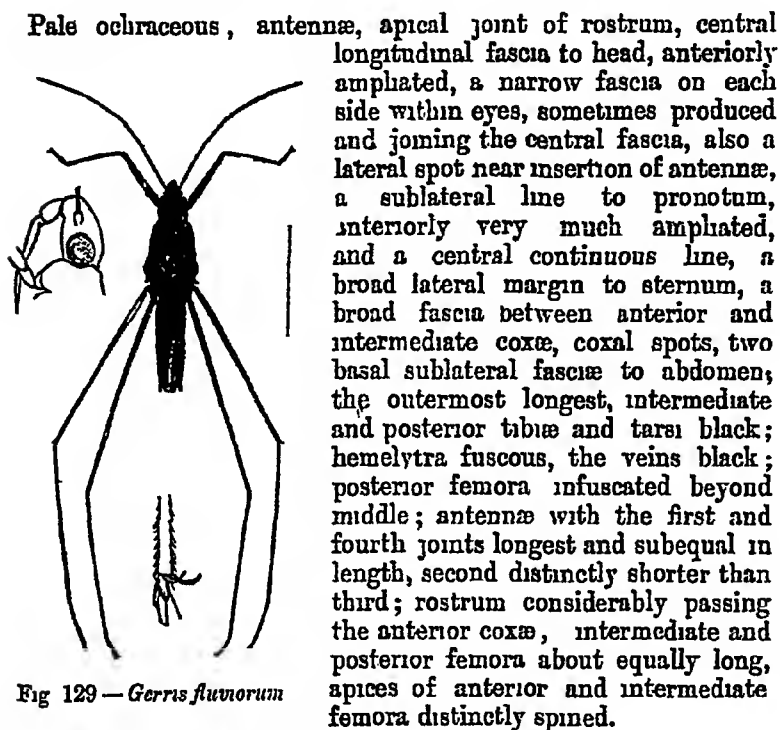 Pale ochraceous, antennæ, apical joint of rostrum, central
longitudinal fascia to head, anteriorly
ampliated, a narrow fascia on each
side within eyes, sometimes produced
and joining the central fascia, also a
lateral spot near insertion of antennæ,
a sublateral line to pronotum,
anteriorly very much ampliated,
and a central continuous line, a
broad lateral margin to sternum, a
broad fascia between anterior and
intermediate coxæ, coxal spots, two
basal sublateral fasciæ to abdomen;
the outermost longest, intermediate
and posterior tibiæ and tarsi black;
hemelytra fuscous, the veins black;
posterior femora infuscated beyond
middle; antennæ with the first and
fourth joints longest and subequal in
length, second distinctly shorter than
third; rostrum considerably passing
the anterior coxæ, intermediate and
posterior femora about equally long,
apices of anterior and intermediate
femora distinctly spined.
Fig 129 — Gerris fluviorum